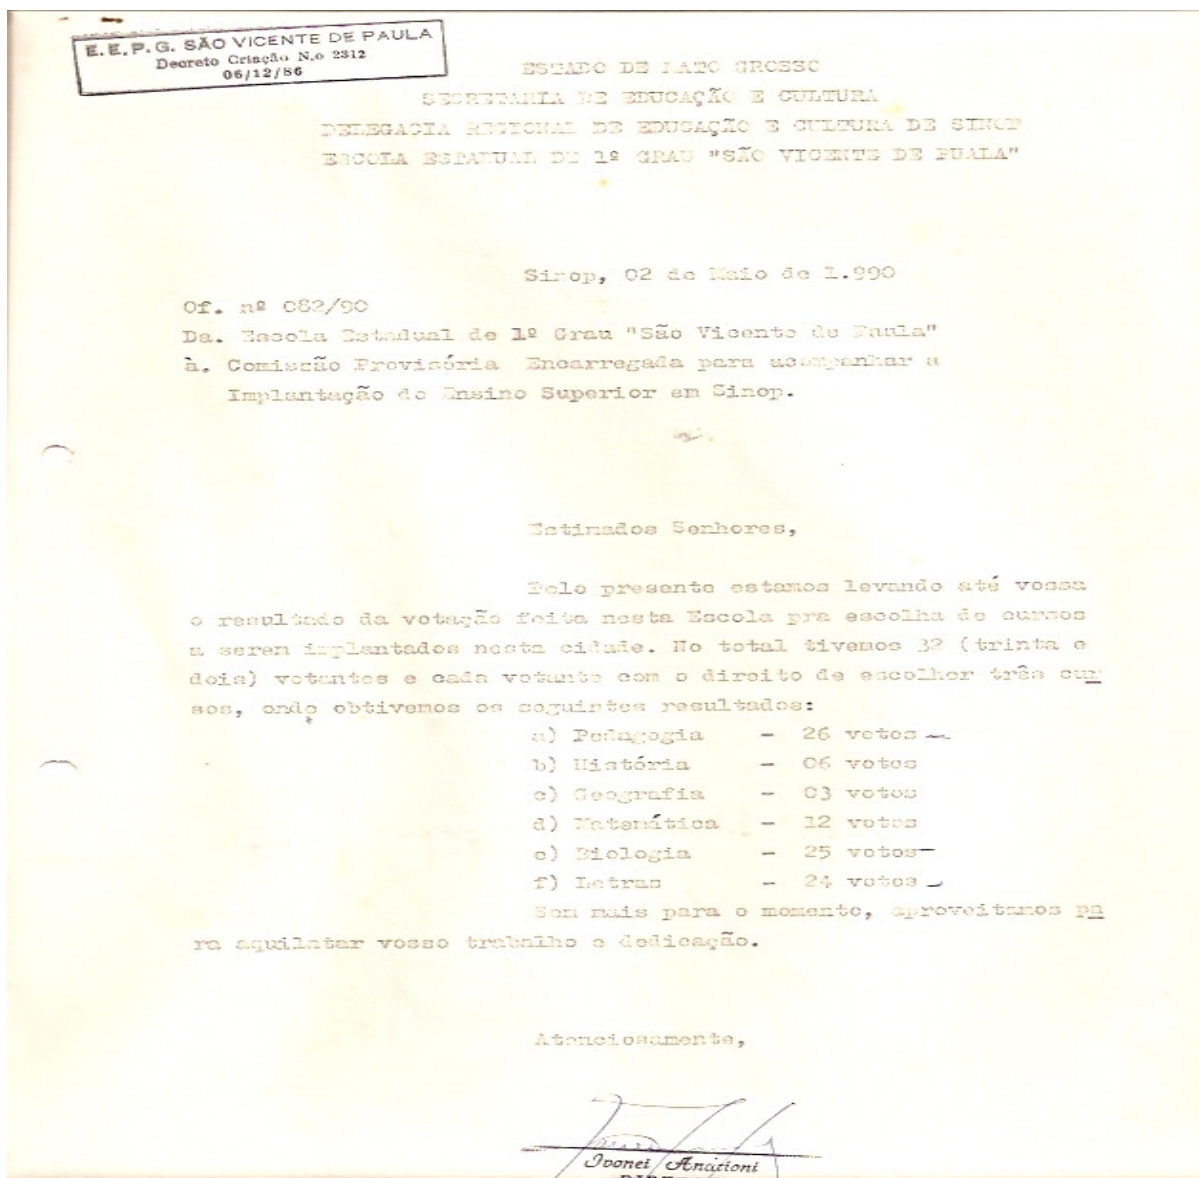 E. E. P. G. SÃO VICENTE DE PAULA
Decreto Criação N.o 2312
06/12/86
ESTADO DE MATO GROSSO
SECRETARIA DE EDUCAÇÃO E CULTURA
DELEGACIA REGIONAL DE EDUCAÇÃO E CULTURA DE SINOP
ESCOLA ESTADUAL DE 1º GRAU "SÃO VICENTE DE PUALA"
Sinop, 02 de Maio de 1.990
Of. nº 082/90
Da. Escola Estadual de 1º Grau "São Vicente de Paula"
à. Comissão Provisória Encarregada para acompanhar a
Implantação do Ensino Superior em Sinop.
Estimados Senhores,
Pelo presente estamos levando até vossa
o resultado da votação feita nesta Escola pra escolha de cursos
a serem implantados nesta cidade. No total tivemos 32 (trinta e
dois) votantes e cada votante com o direito de escolher três cur
sos, onde obtivemos os seguintes resultados:
a) Pedagogia - 26 votos
b) História - 06 votos
c) Geografia - 03 votos
d) Matemática - 12 votos
e) Biologia - 25 votos
f) Letras - 24 votos
Sem mais para o momento, aproveitamos pa
ra aquilatar vosso trabalho e dedicação.
Atenciosamente,
Ivonei